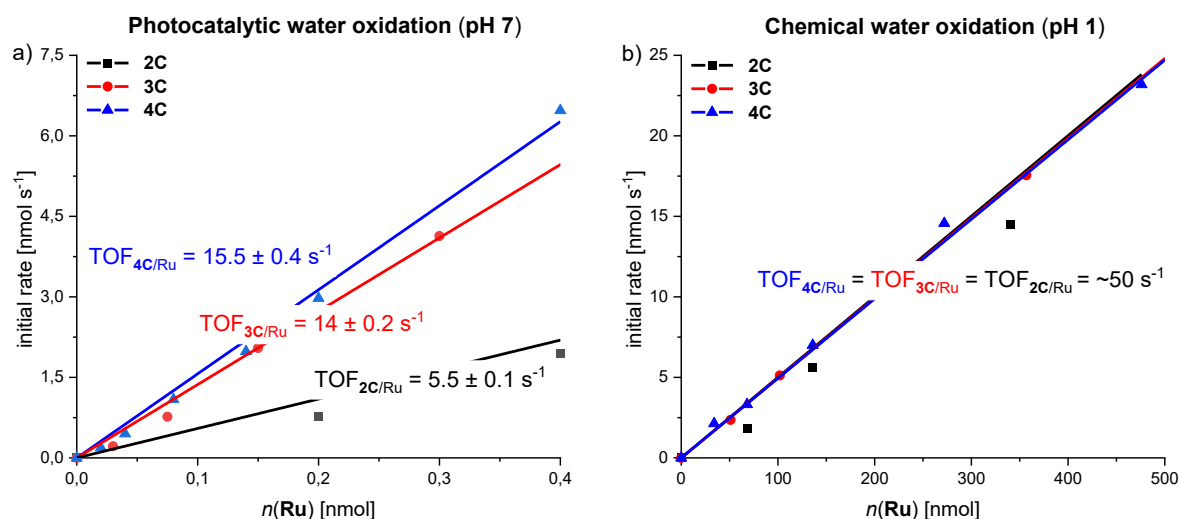 Photocatalytic water oxidation (pH 7)
a)
7,5
6,0
4,5
3,0
1,5
0,0
initial rate [nmol s⁻¹]
2C
3C
4C
TOF4C/Ru = 15.5 ± 0.4 s⁻¹
TOF3C/Ru = 14 ± 0.2 s⁻¹
TOF2C/Ru = 5.5 ± 0.1 s⁻¹
0,0 0,1 0,2 0,3 0,4
n(Ru) [nmol]
Chemical water oxidation (pH 1)
b)
25
20
15
10
5
0
initial rate [nmol s⁻¹]
2C
3C
4C
TOF4C/Ru = TOF3C/Ru = TOF2C/Ru = ~50 s⁻¹
0 100 200 300 400 500
n(Ru) [nmol]